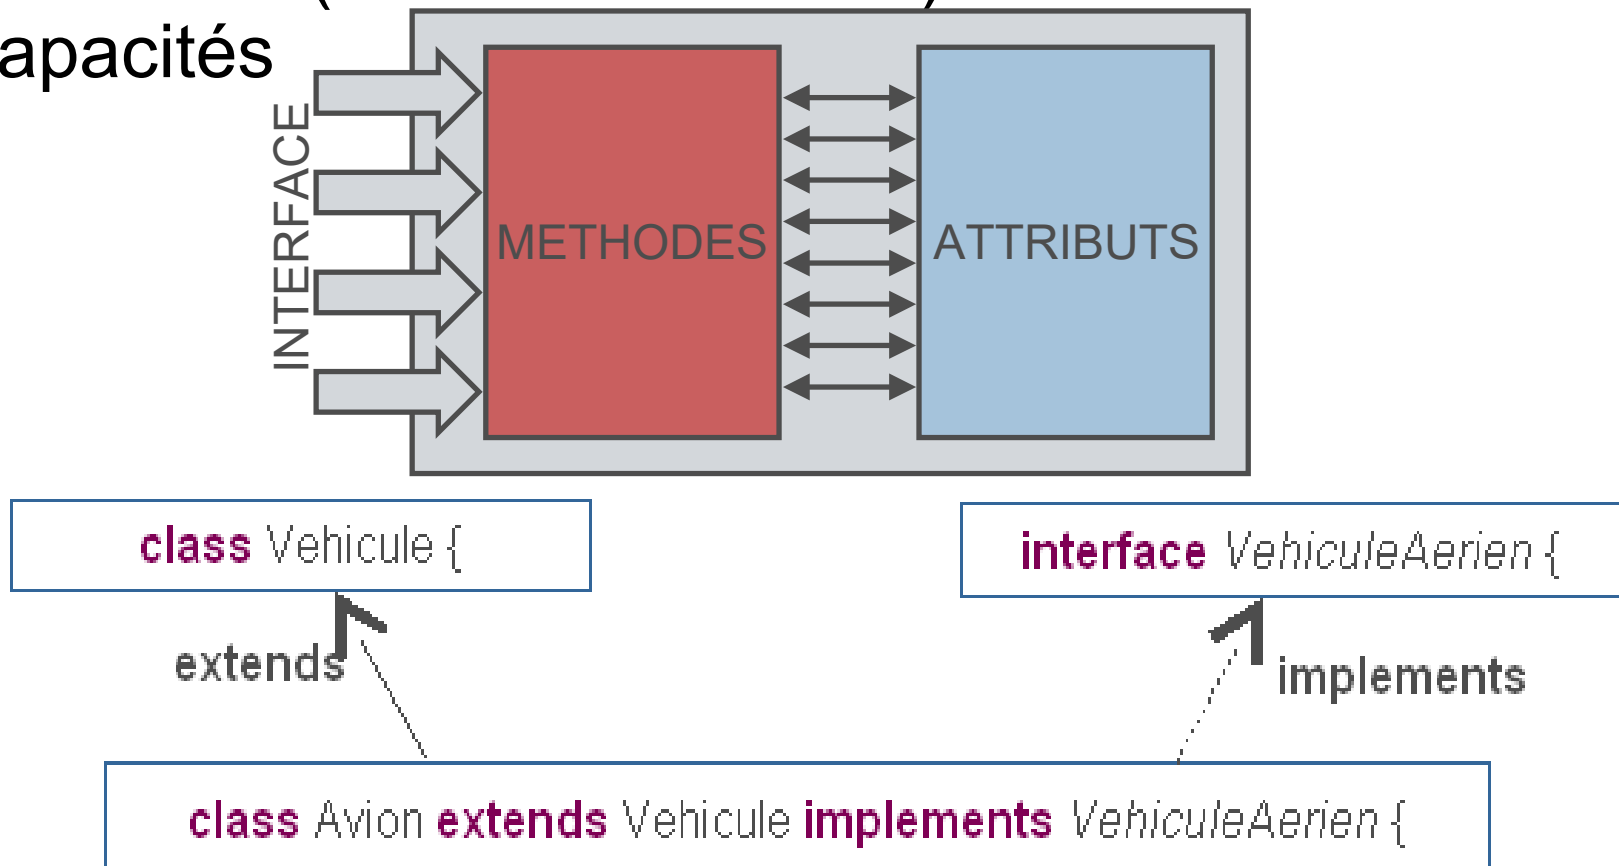 apacités
INTERFACE
METHODES
ATTRIBUTS
class Vehicule {
interface VehiculeAerien {
extends
implements
class Avion extends Vehicule implements VehiculeAerien {